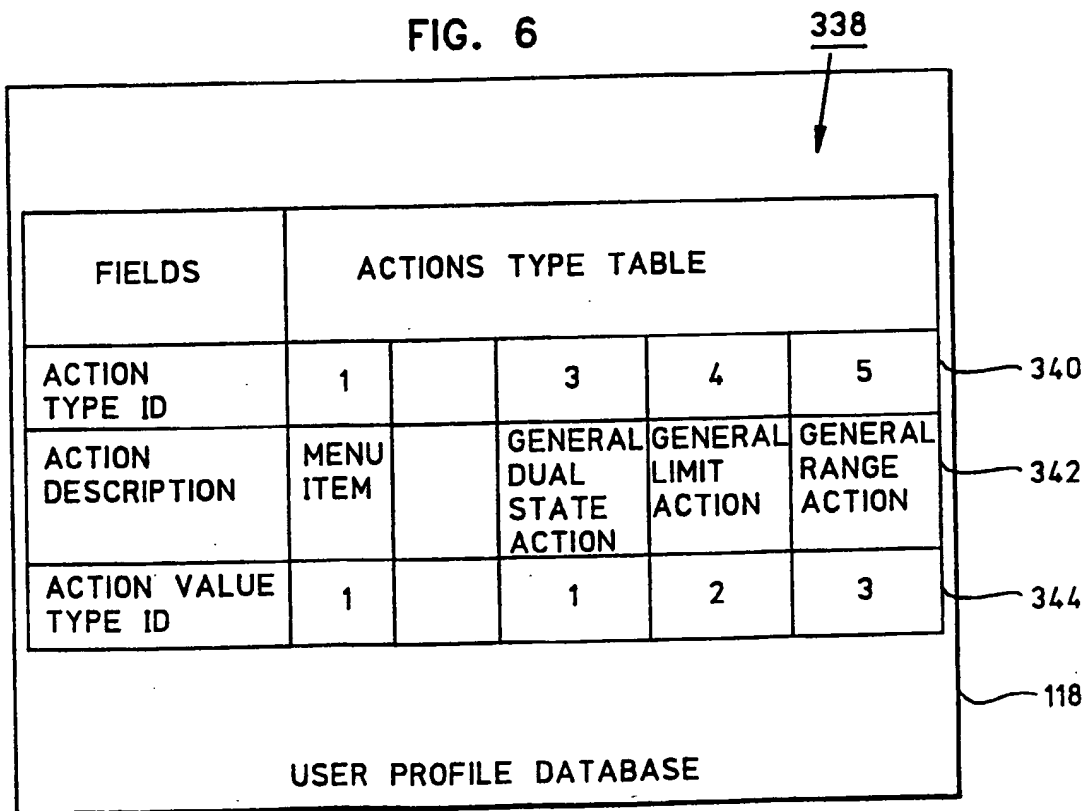 FIG. 6
338
FIELDS
ACTIONS TYPE TABLE
ACTION
TYPE ID
1
3
4
5
340
ACTION
DESCRIPTION
MENU
ITEM
GENERAL
DUAL
STATE
ACTION
GENERAL
LIMIT
ACTION
GENERAL
RANGE
ACTION
342
ACTION VALUE
TYPE ID
1
1
2
3
344
118
USER PROFILE DATABASE